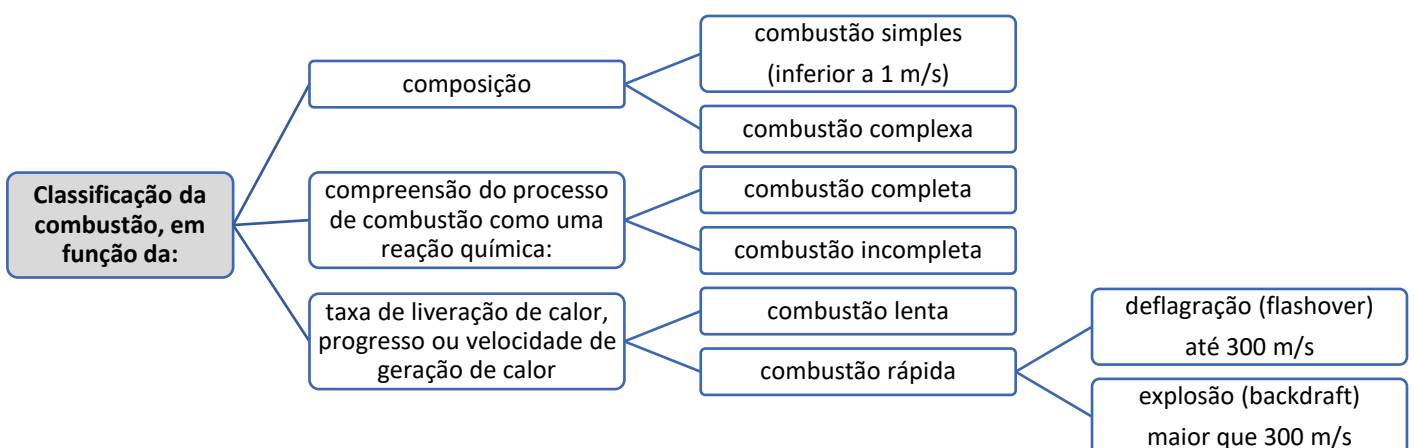 Classificação da
combustão, em
função da:
composição
combustão simples
(inferior a 1 m/s)
combustão complexa
compreensão do processo
de combustão como uma
reação química:
combustão completa
combustão incompleta
taxa de liveração de calor,
progresso ou velocidade de
geração de calor
combustão lenta
combustão rápida
deflagração (flashover)
até 300 m/s
explosão (backdraft)
maior que 300 m/s